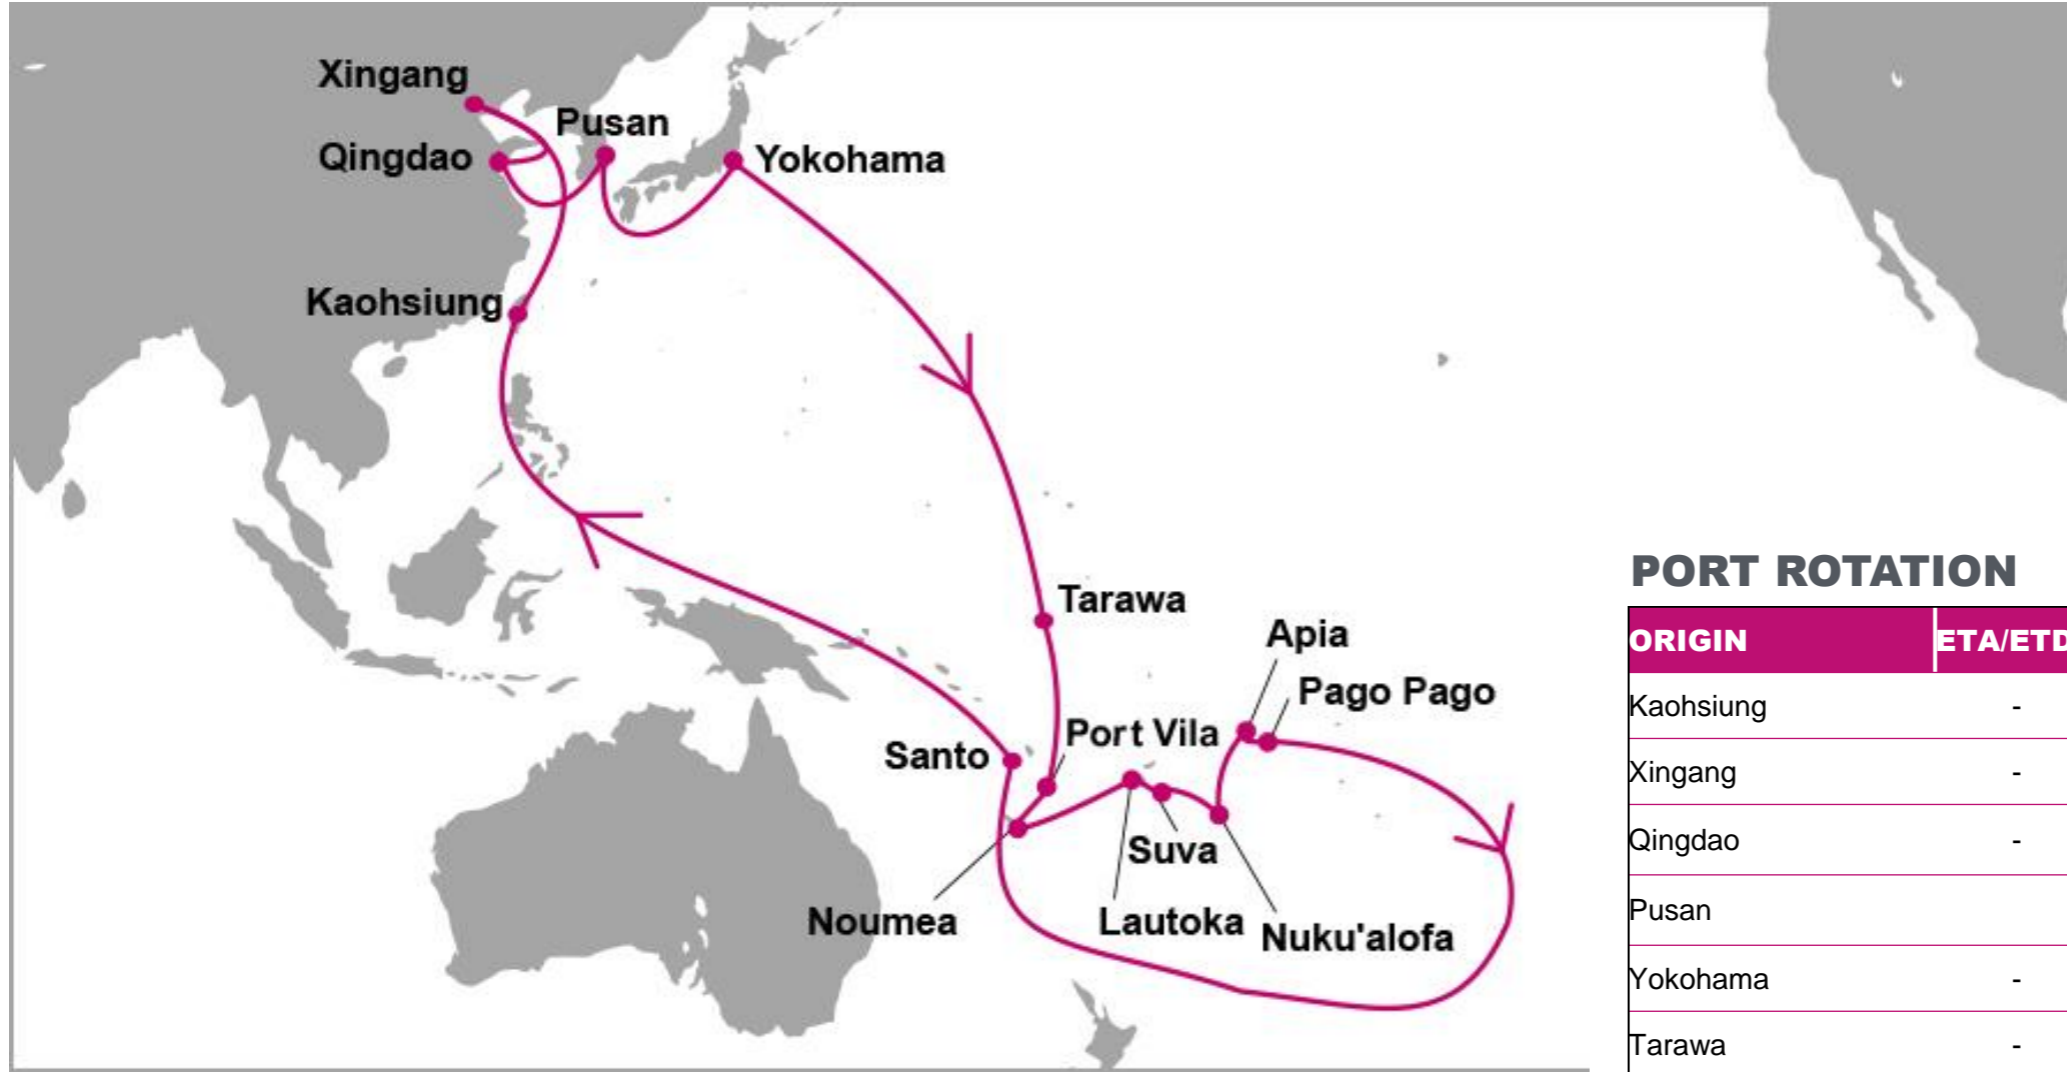 Xingang
Pusan
Qingdao
Yokohama
Kaohsiung
Tarawa
Apia
Pago Pago
Port Vila
Santo
Suva
Noumea
Lautoka
Nuku'alofa
PORT ROTATION
ORIGIN ETA/ETD
Kaohsiung -
Xingang -
Qingdao -
Pusan
Yokohama -
Tarawa -